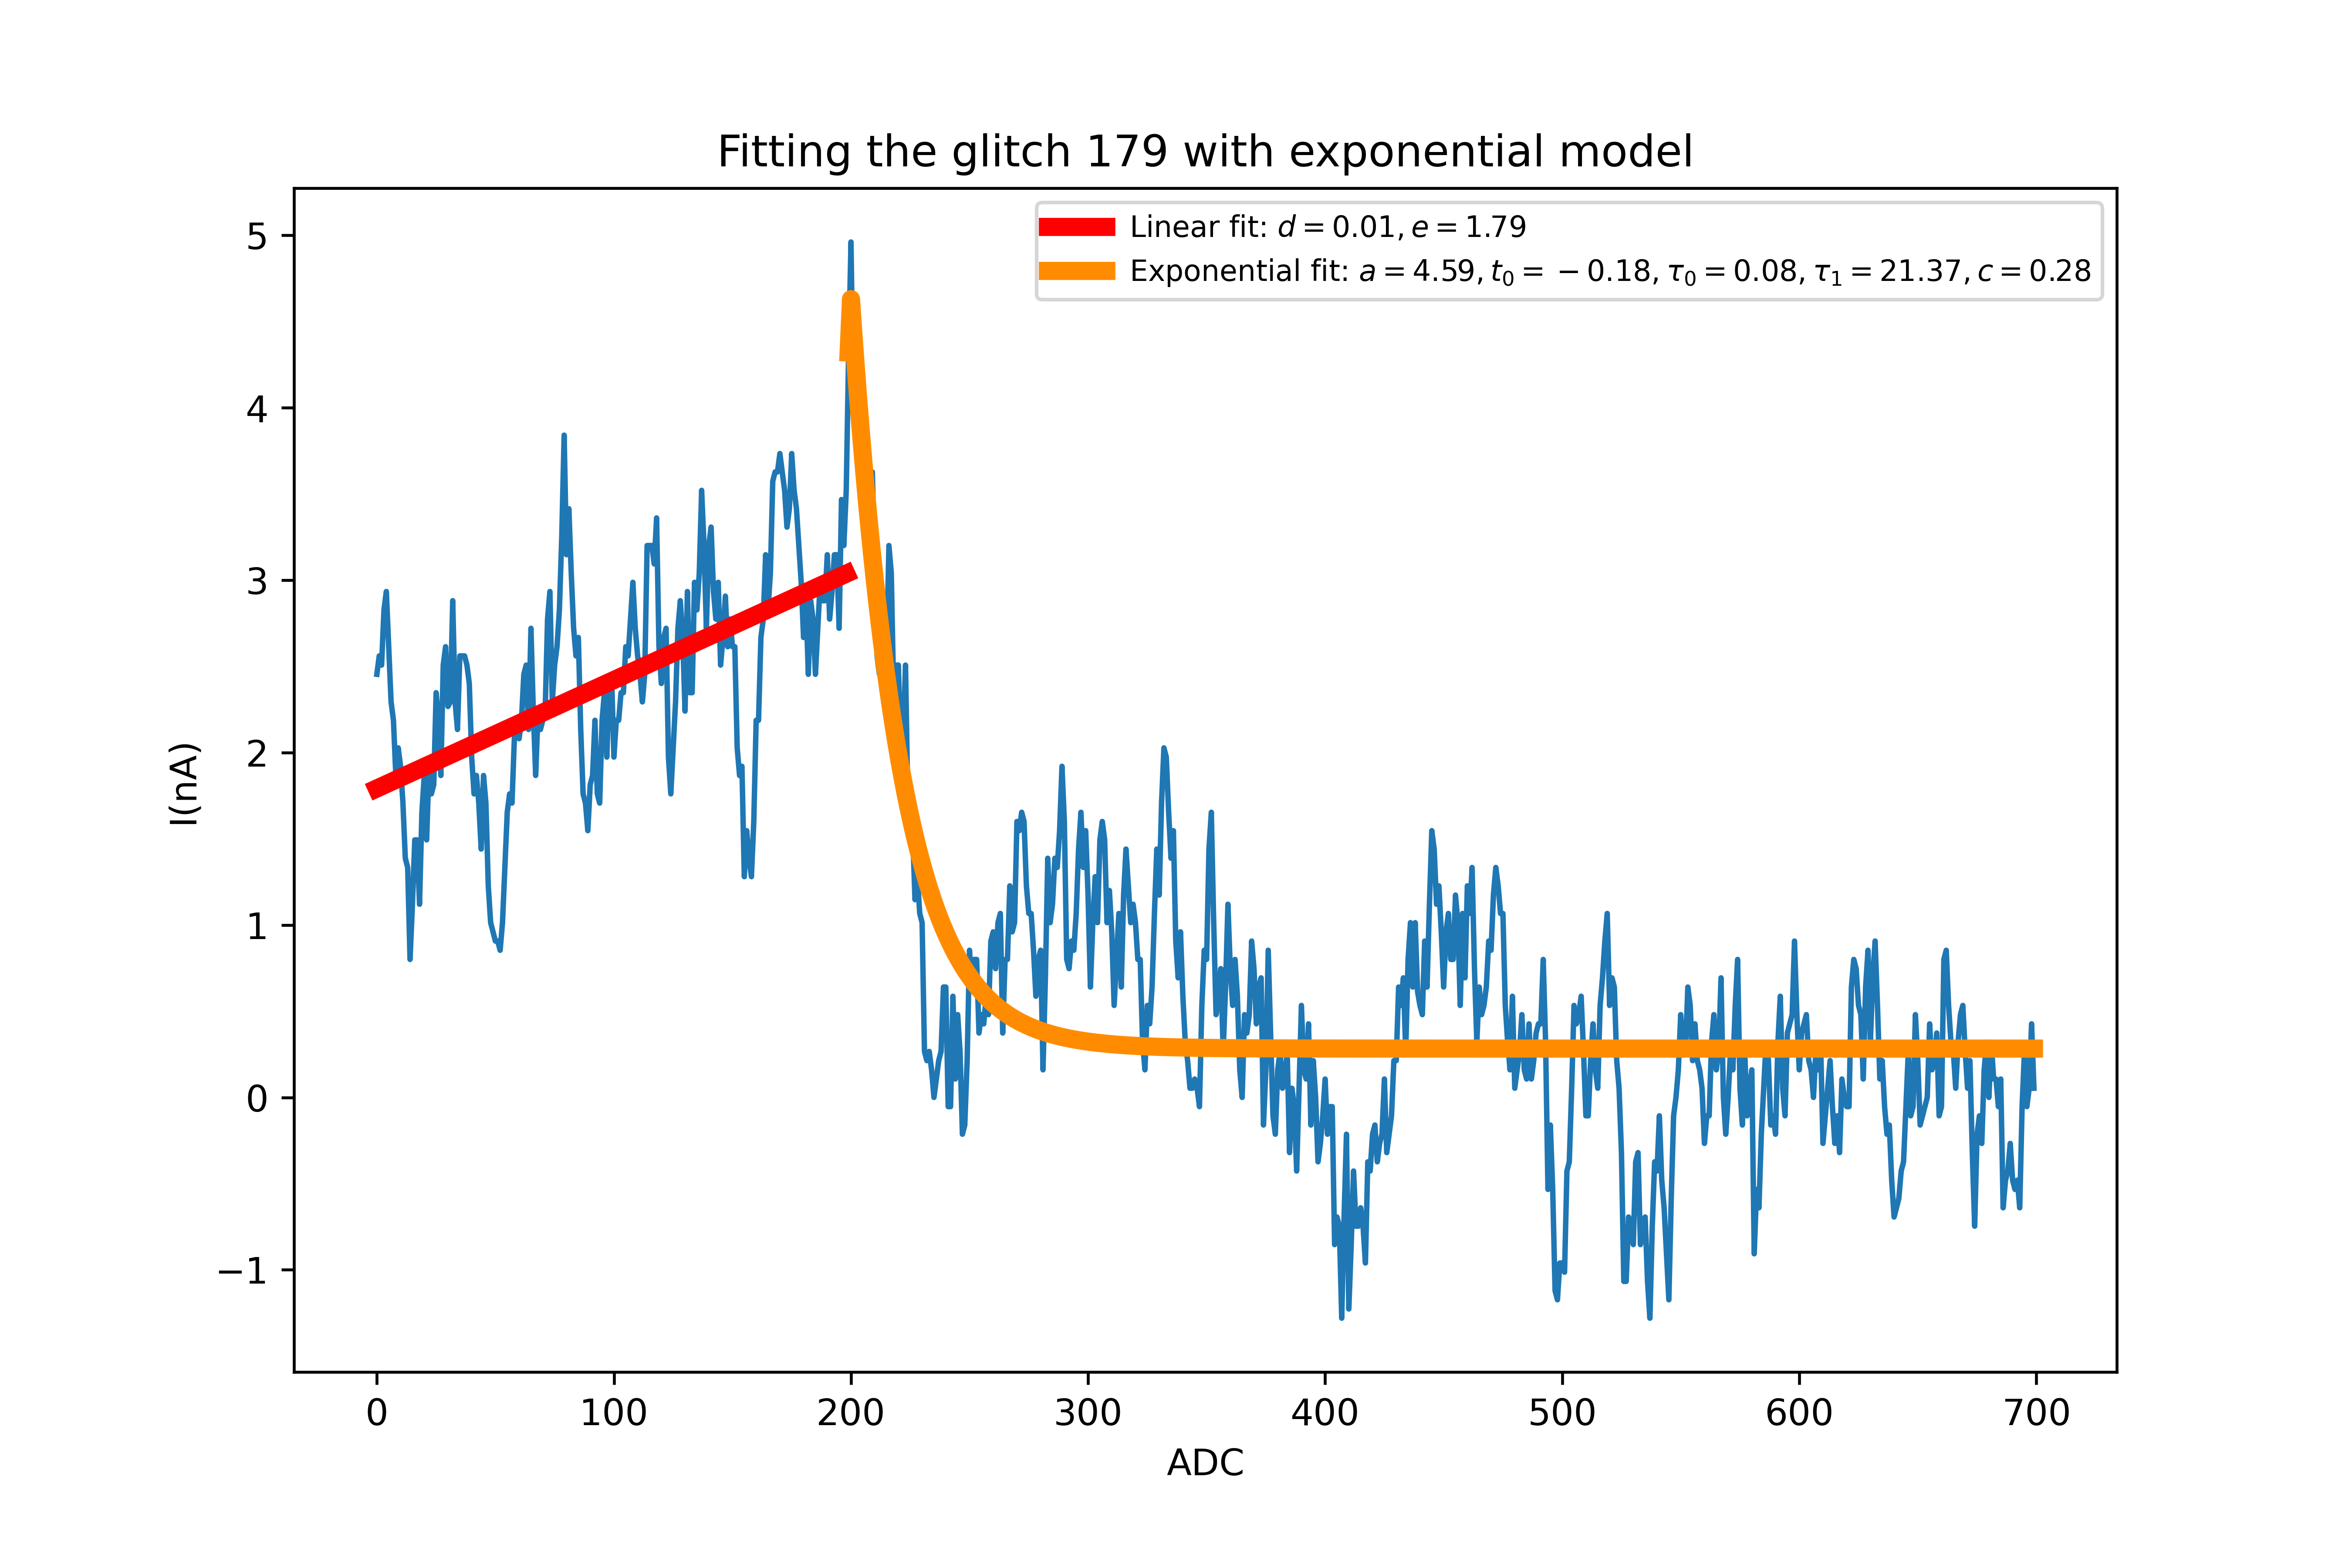 Fitting the glitch 179 with exponential model
Linear fit: d = 0.01, e = 1.79
Exponential fit: a = 4.59, t₀ = −0.18, τ₀ = 0.08, τ₁ = 21.37, c = 0.28
5
4
3
2
1
0
−1
I(nA)
0 100 200 300 400 500 600 700
ADC